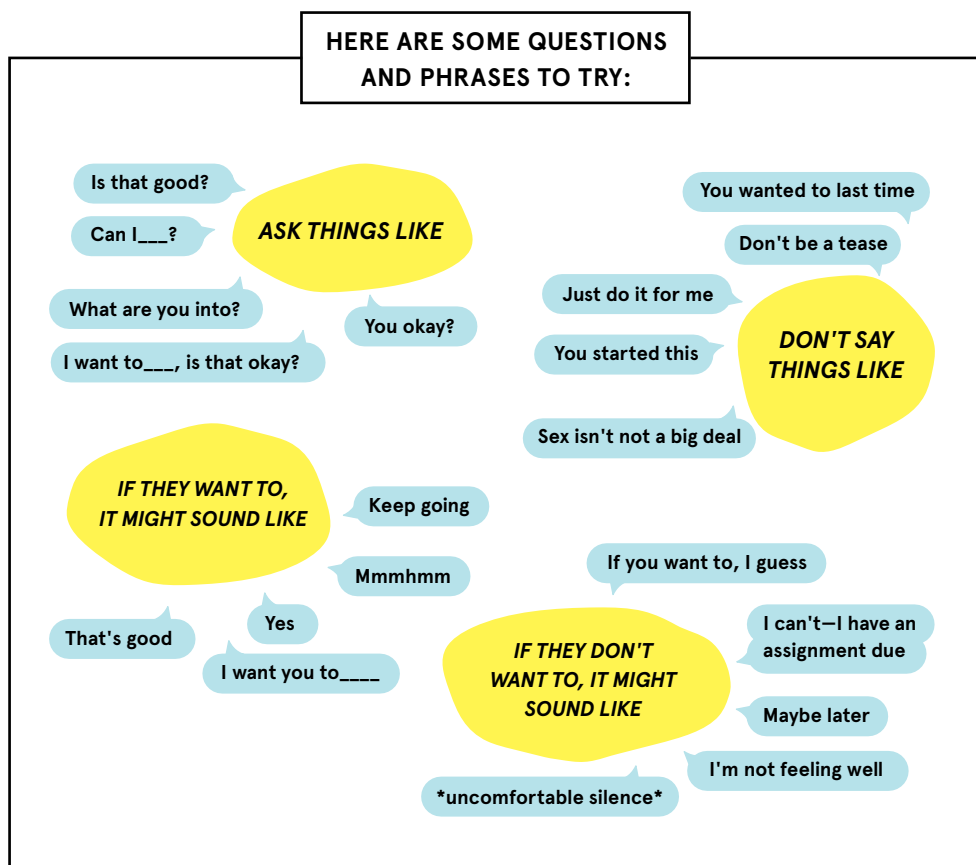 HERE ARE SOME QUESTIONS
AND PHRASES TO TRY:
Is that good?
Can I___?
ASK THINGS LIKE
What are you into?
You okay?
I want to___, is that okay?
You wanted to last time
Don't be a tease
Just do it for me
You started this
DON'T SAY
THINGS LIKE
Sex isn't not a big deal
IF THEY WANT TO,
IT MIGHT SOUND LIKE
Keep going
Mmmhmm
Yes
That's good
I want you to____
If you want to, I guess
I can't—I have an
assignment due
IF THEY DON'T
WANT TO, IT MIGHT
SOUND LIKE
Maybe later
I'm not feeling well
*uncomfortable silence*